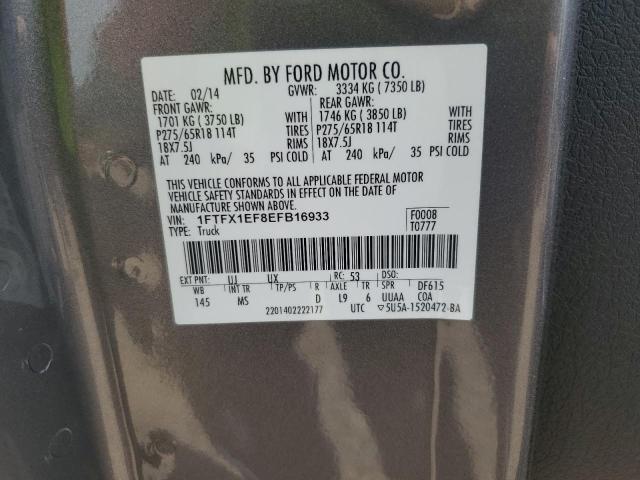 MFD. BY FORD MOTOR CO.
DATE: 02/14 GVWR: 3334 KG ( 7350 LB)
FRONT GAWR: REAR GAWR:
1701 KG ( 3750 LB) 1746 KG ( 3850 LB)
P275/65R18 114T TIRES P275/65R18 114T TIRES
18X7.5J RIMS 18X7.5J RIMS
AT 240 kPa/ 35 PSI COLD AT 240 kPa/ 35 PSI COLD
THIS VEHICLE CONFORMS TO ALL APPLICABLE FEDERAL MOTOR
VEHICLE SAFETY STANDARDS IN EFFECT ON THE DATE OF
MANUFACTURE SHOWN ABOVE.
VIN: 1FTFX1EF8EFB16933 F0008
TYPE: Truck T0777
EXT PNT: UJ UX RC: 53 DSO:
WB INT TR TP/PS R AXLE TR SPR DF615
145 MS D L9 6 UUAA COA
2201402222177 UTC ▽5U5A-1520472-BA